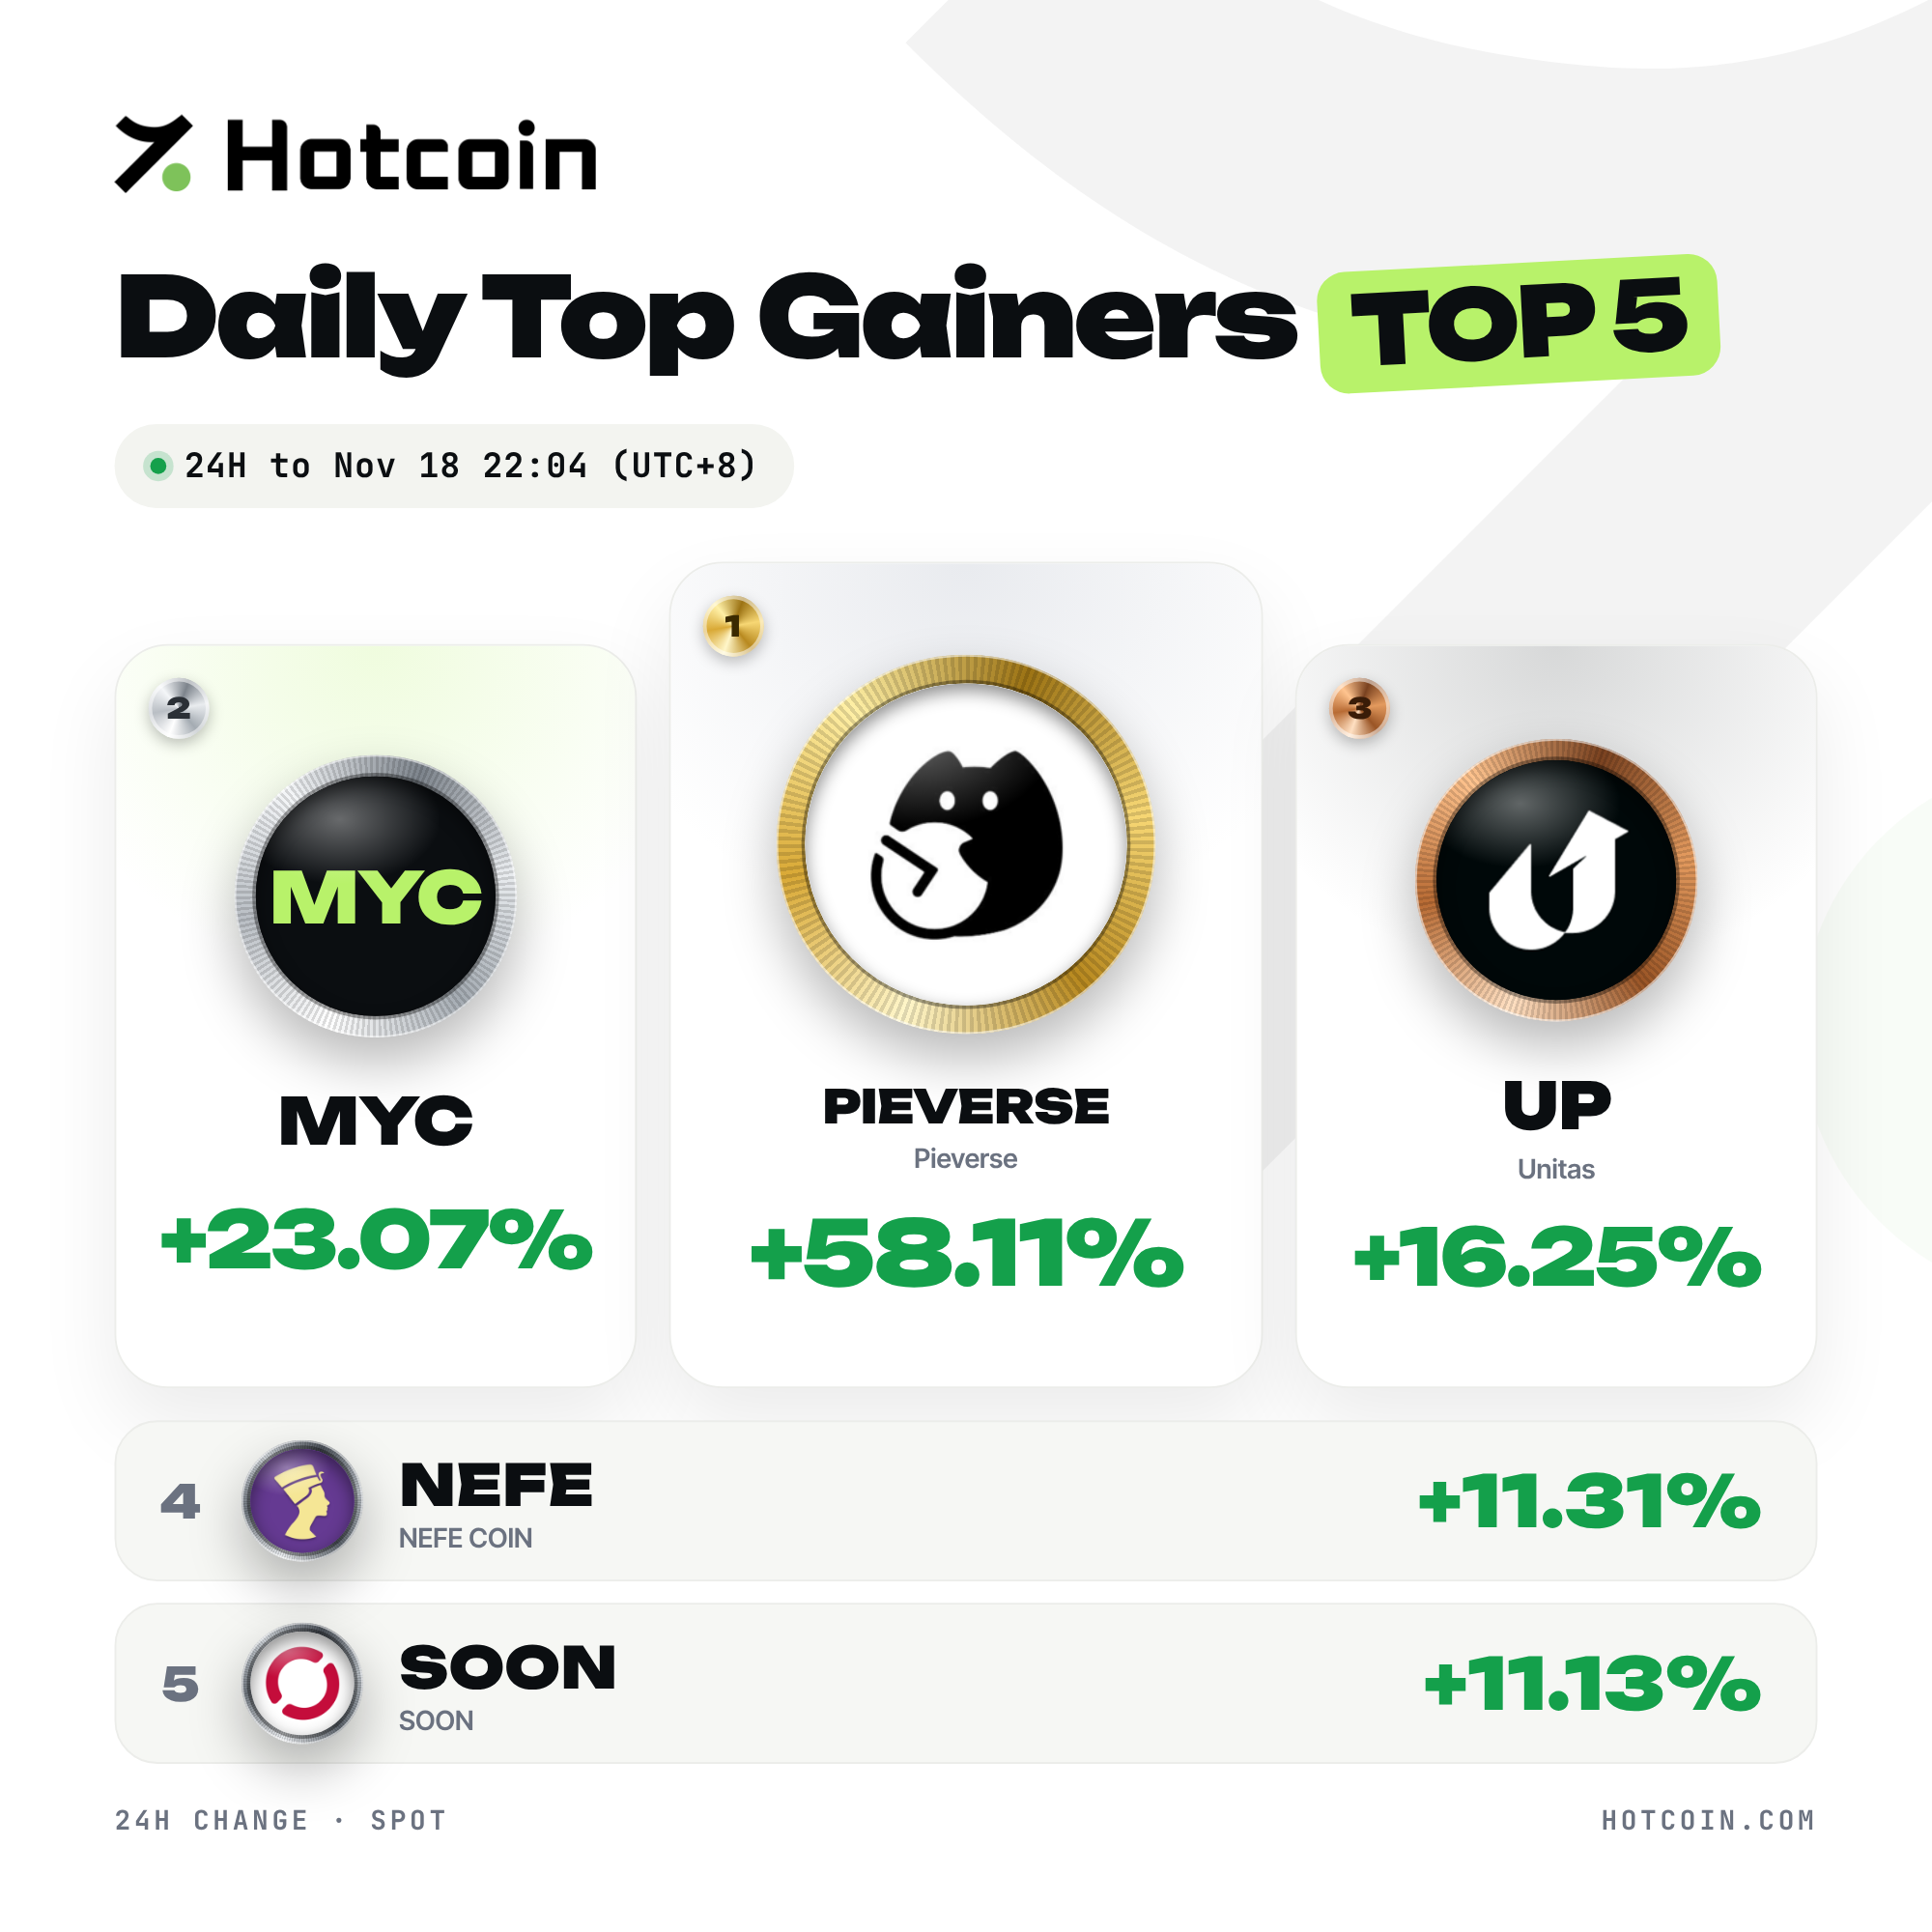 Hotcoin
Daily Top Gainers TOP 5
24H to Nov 18 22:04 (UTC+8)
2
MYC
MYC
+23.07%
1
PIEVERSE
Pieverse
+58.11%
3
UP
Unitas
+16.25%
4
NEFE
NEFE COIN
+11.31%
5
SOON
SOON
+11.13%
24H CHANGE · SPOT
HOTCOIN.COM